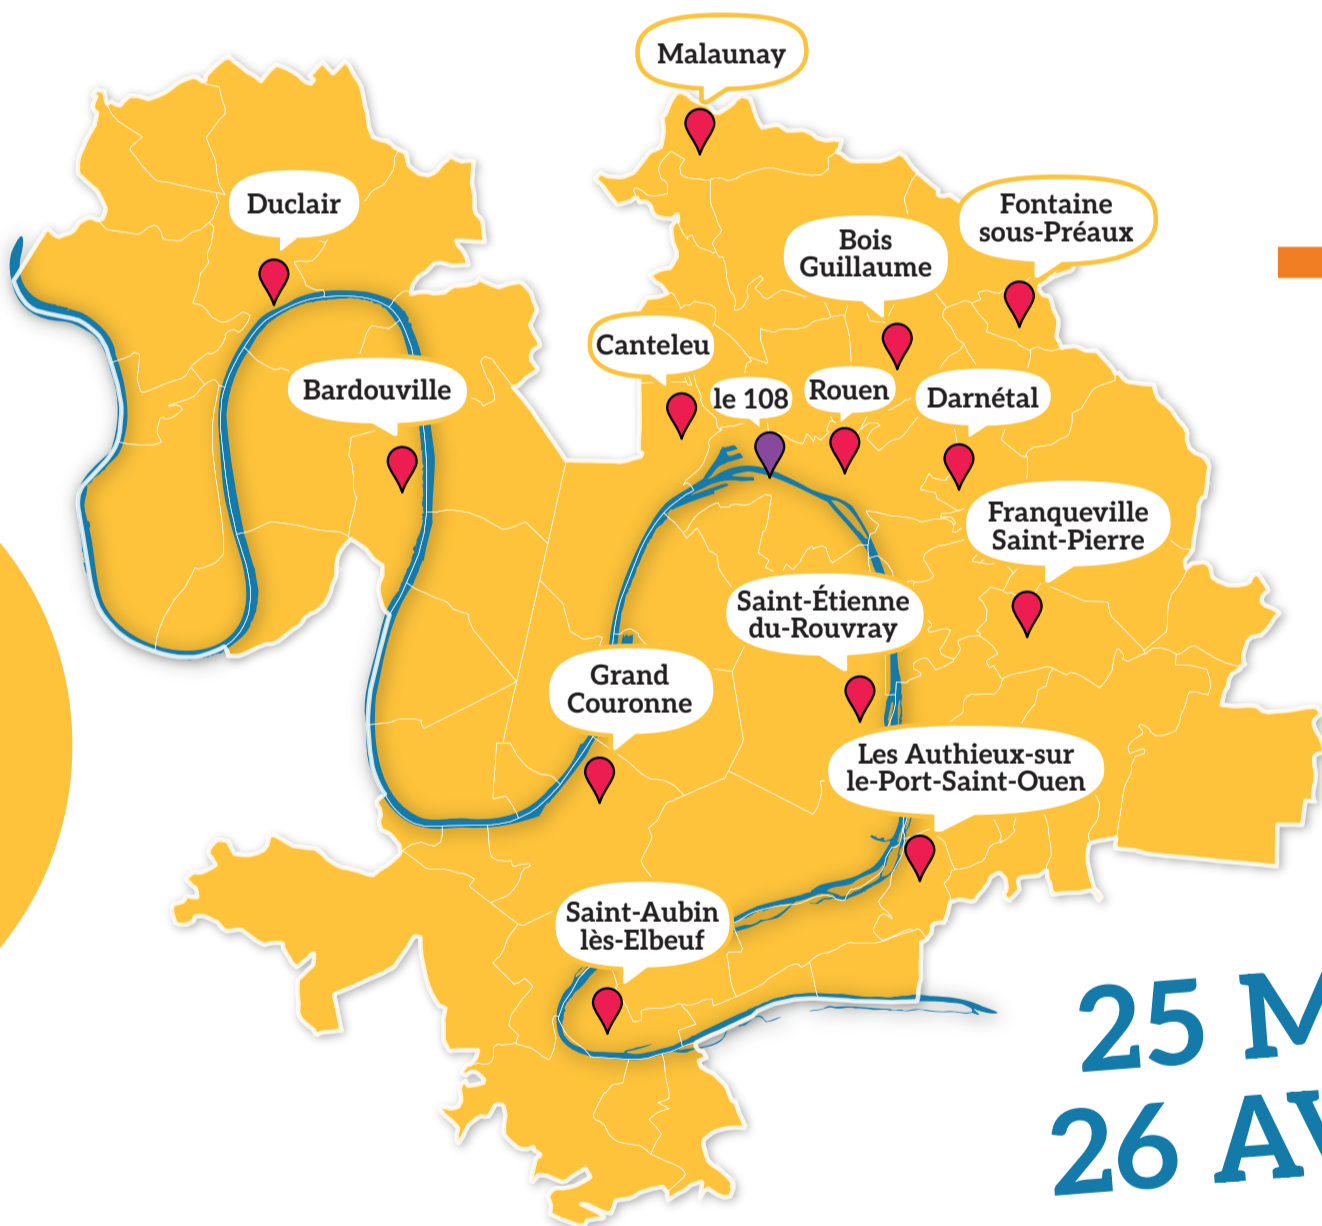 Malaunay
Duclair
Fontaine
sous-Préaux
Bois
Guillaume
Canteleu
Bardouville
le 108
Rouen
Darnétal
Franqueville
Saint-Pierre
Saint-Étienne
du-Rouvray
Grand
Couronne
Les Authieux-sur
le-Port-Saint-Ouen
Saint-Aubin
lès-Elbeuf
25
26